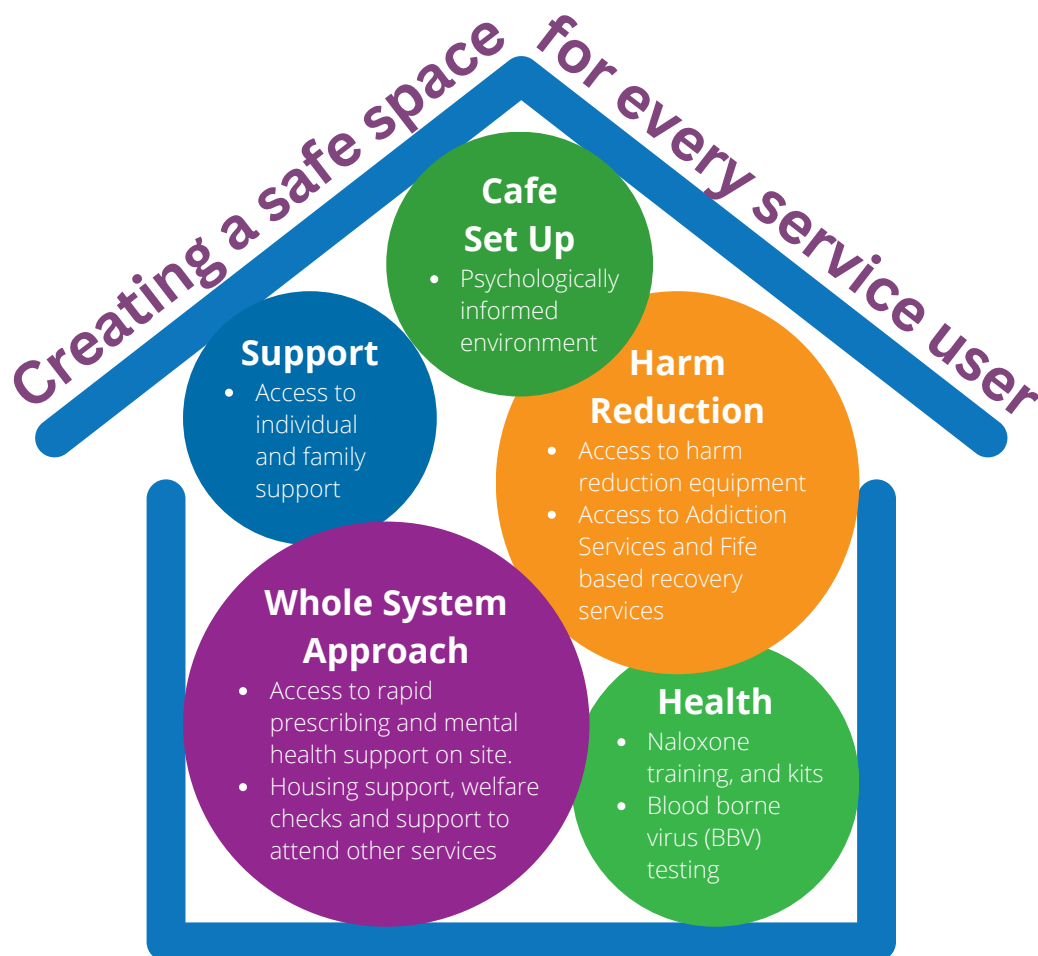 Creating a safe space for every service user
Cafe
Set Up
• Psychologically
informed
environment
Support
• Access to
individual
and family
support
Harm
Reduction
• Access to harm
reduction equipment
• Access to Addiction
Services and Fife
based recovery
services
Whole System
Approach
• Access to rapid
prescribing and mental
health support on site.
• Housing support, welfare
checks and support to
attend other services
Health
• Naloxone
training, and kits
• Blood borne
virus (BBV)
testing